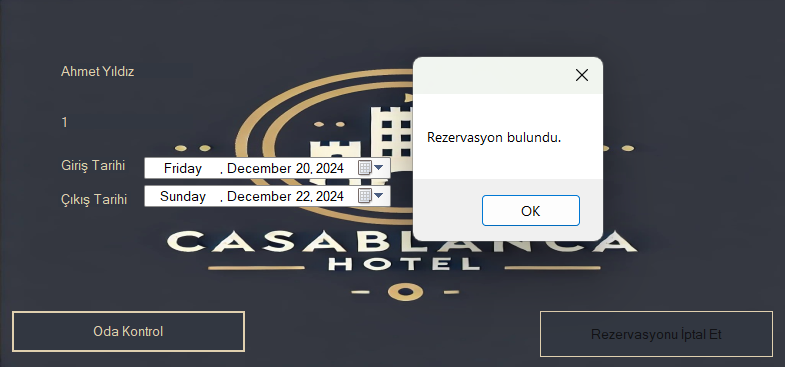 Ahmet Yıldız
1
Rezervasyon bulundu.
Giriş Tarihi
Friday , December 20, 2024
Çıkış Tarihi
Sunday , December 22, 2024
OK
CASABLANCA
HOTEL
Oda Kontrol
Rezervasyonu İptal Et